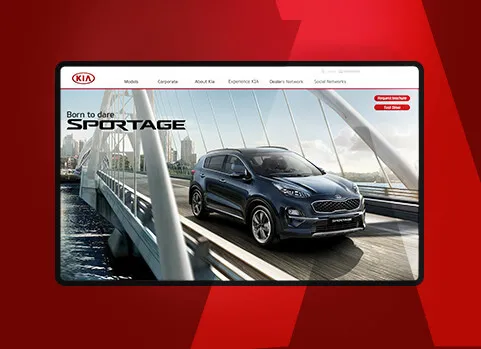 KIA
Models Corporate About Kia Experience KIA Dealers Network Social Networks
Request brochure
Test Drive
Born to dare
SPORTAGE
SPORTAGE